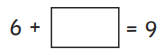 6 + = 9